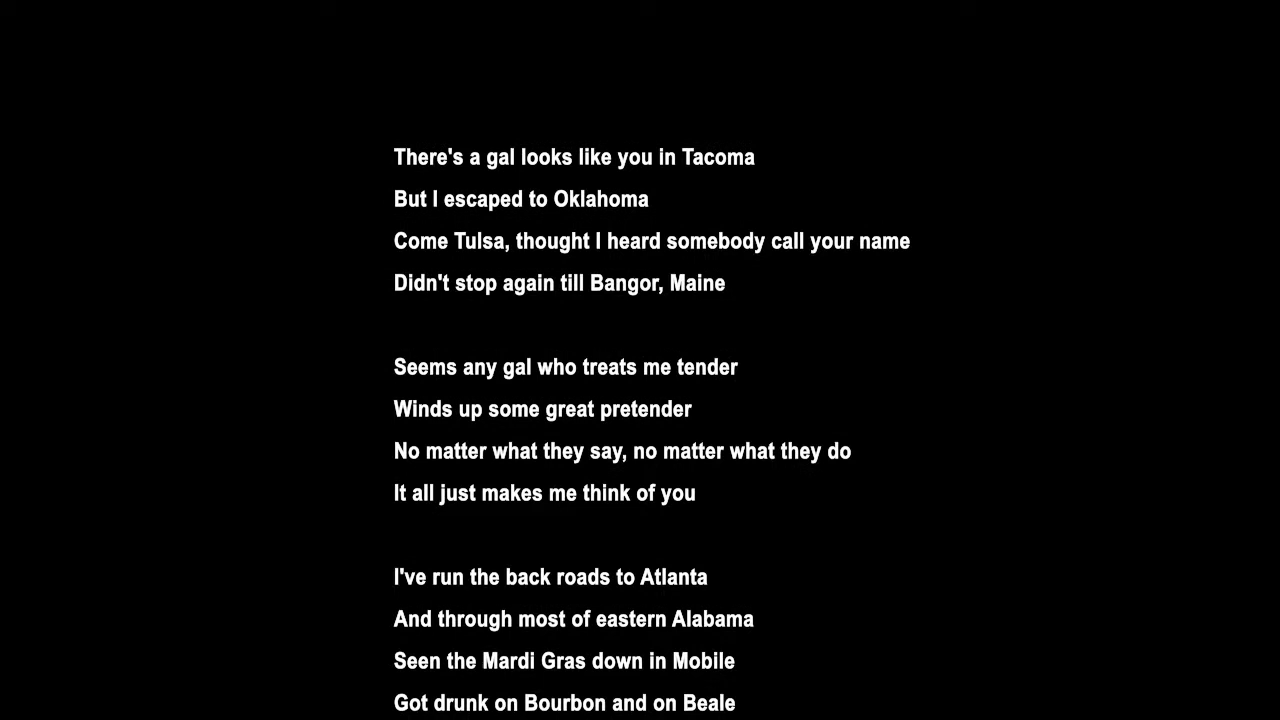 There's a gal looks like you in Tacoma
But I escaped to Oklahoma
Come Tulsa, thought I heard somebody call your name
Didn't stop again till Bangor, Maine
Seems any gal who treats me tender
Winds up some great pretender
No matter what they say, no matter what they do
It all just makes me think of you
I've run the back roads to Atlanta
And through most of eastern Alabama
Seen the Mardi Gras down in Mobile
Got drunk on Bourbon and on Beale